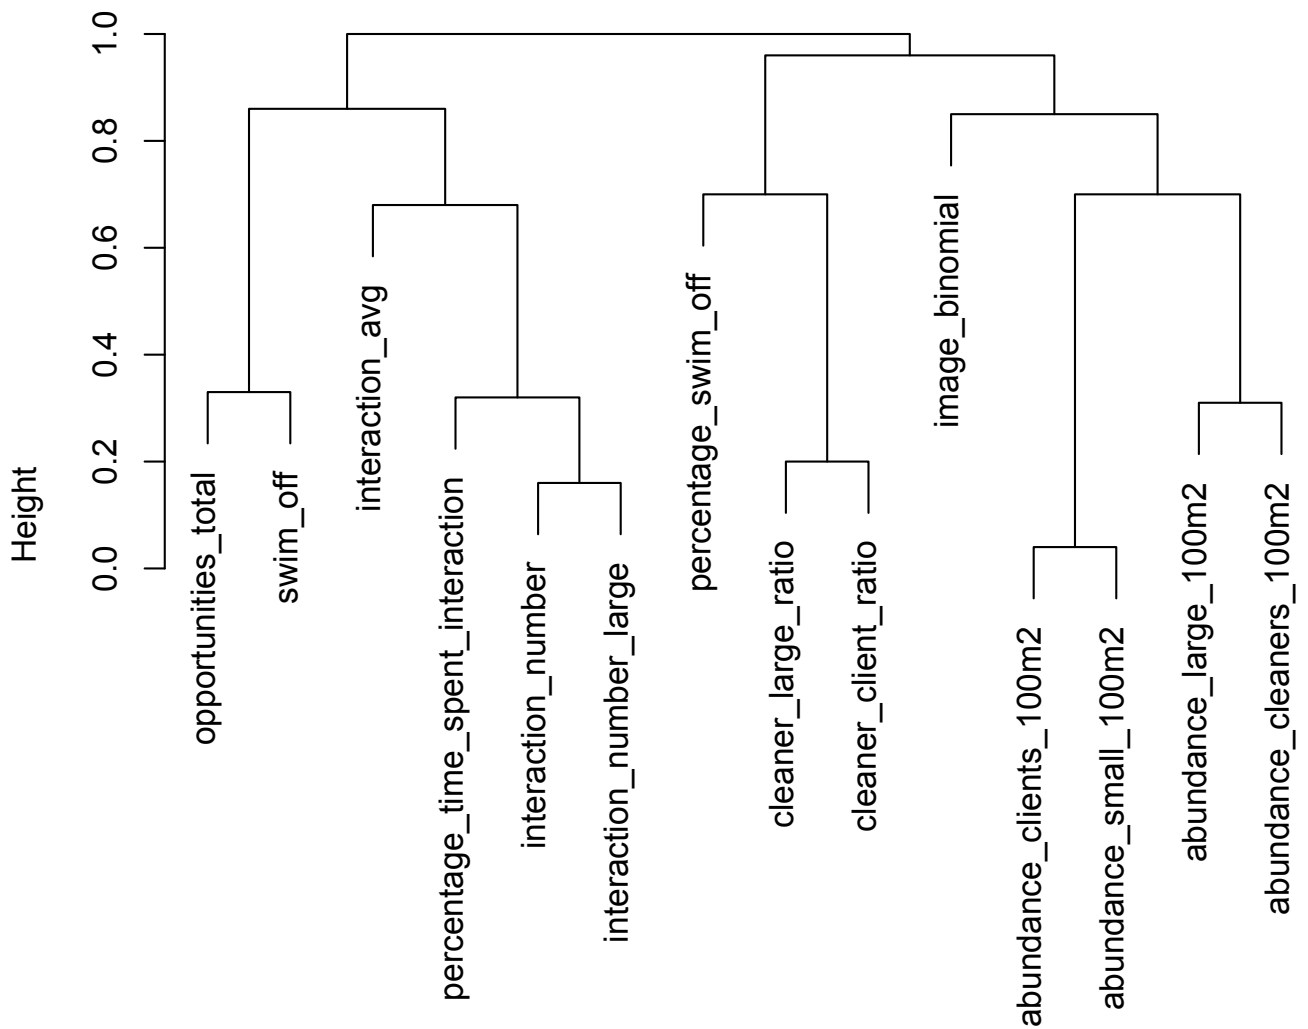 Height
1.0
0.8
0.6
0.4
0.2
0.0
opportunities_total
swim_off
interaction_avg
percentage_time_spent_interaction
interaction_number
interaction_number_large
percentage_swim_off
cleaner_large_ratio
cleaner_client_ratio
image_binomial
abundance_clients_100m2
abundance_small_100m2
abundance_large_100m2
abundance_cleaners_100m2